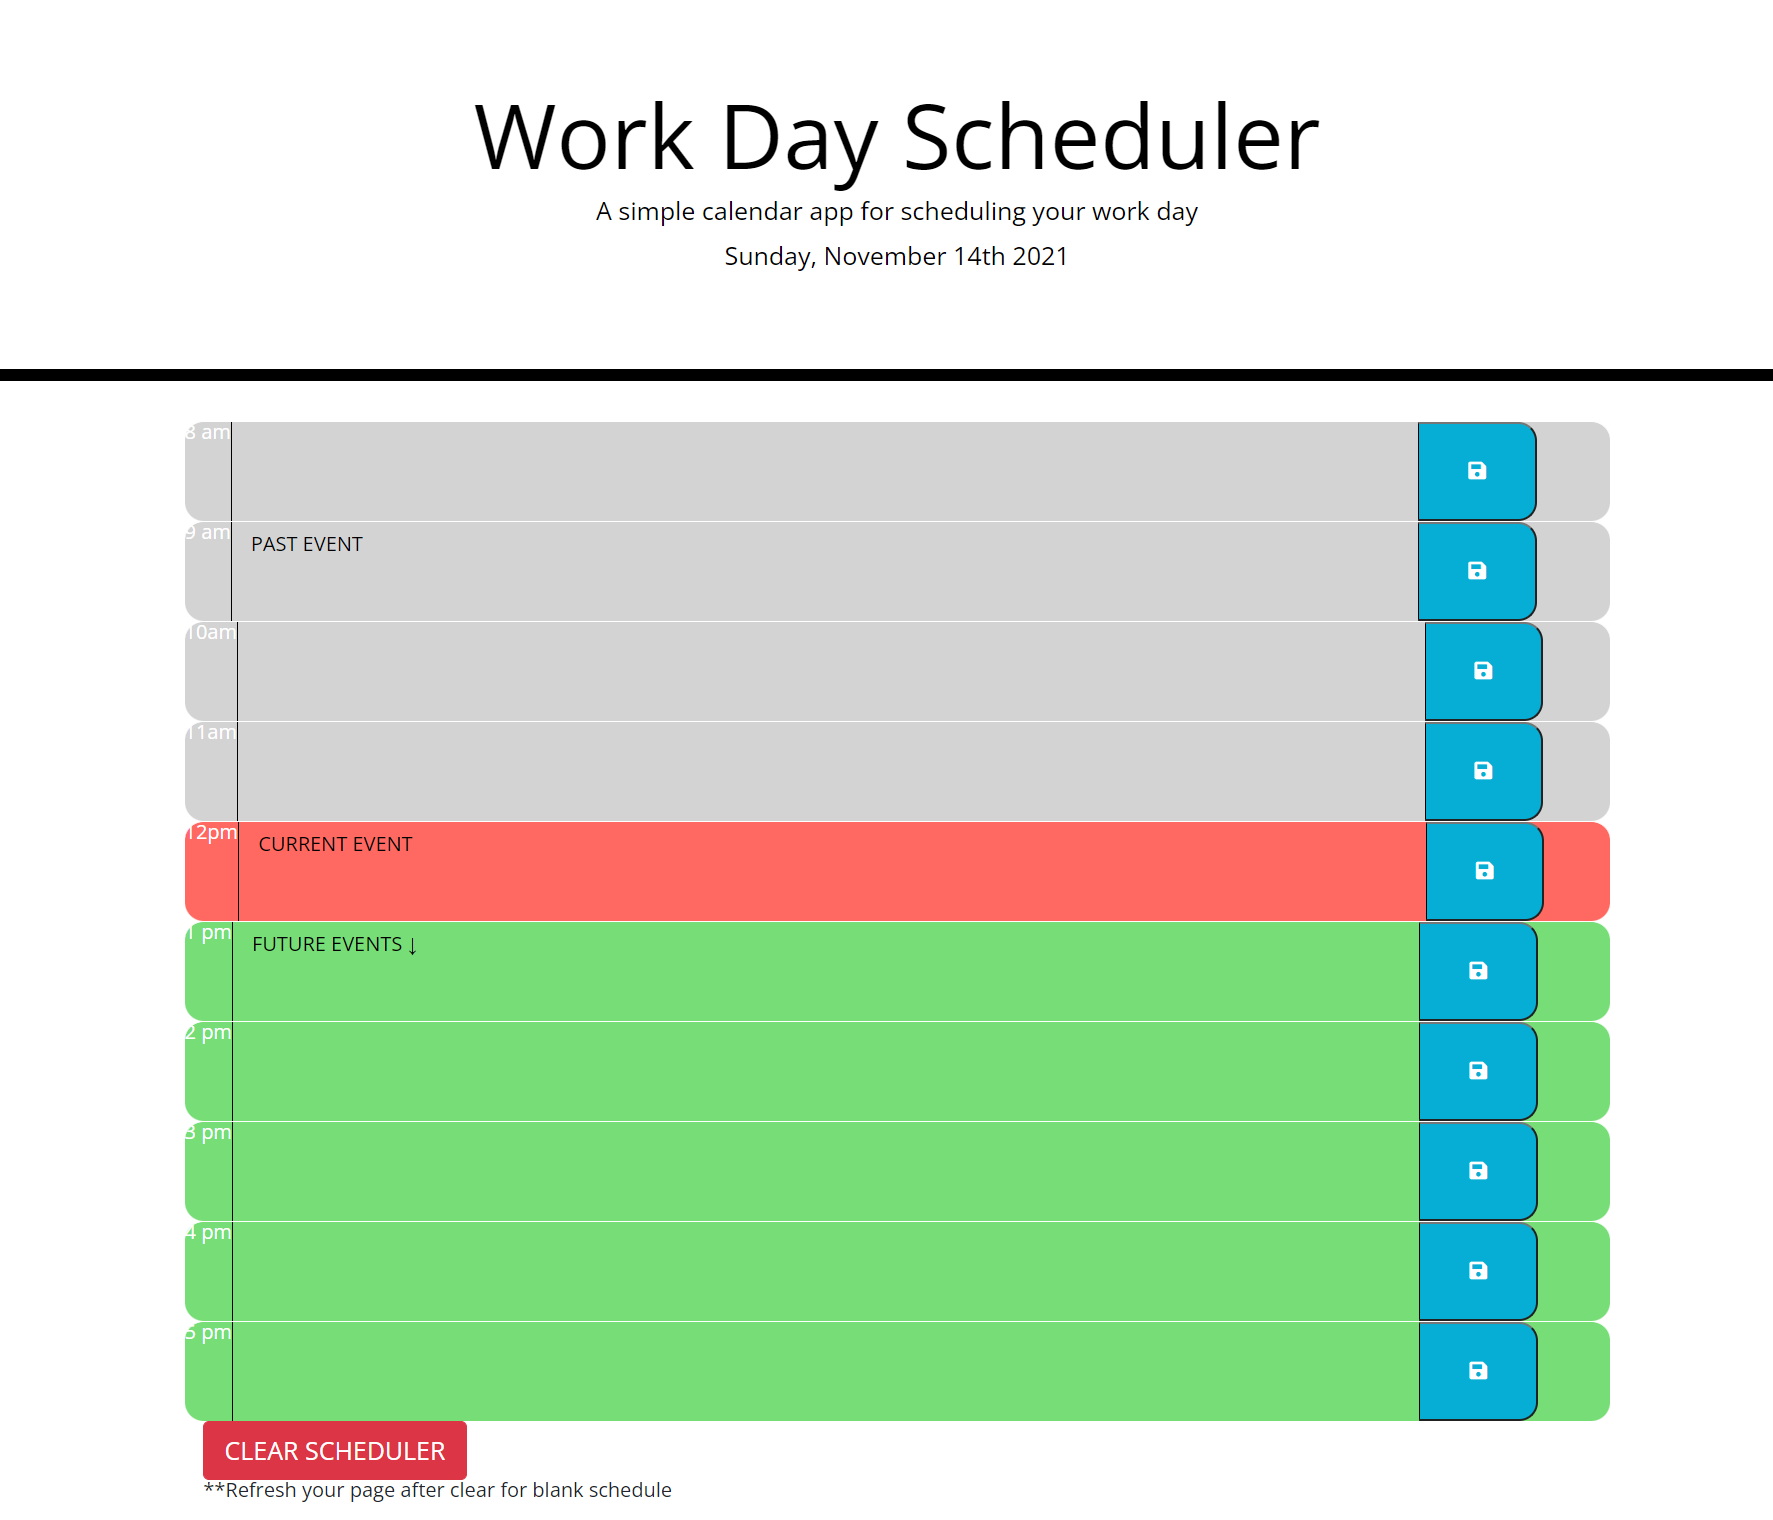 Work Day Scheduler
A simple calendar app for scheduling your work day
Sunday, November 14th 2021
8 am
9 am
PAST EVENT
10am
11am
12pm
CURRENT EVENT
1 pm
FUTURE EVENTS ↓
2 pm
3 pm
4 pm
5 pm
CLEAR SCHEDULER
**Refresh your page after clear for blank schedule